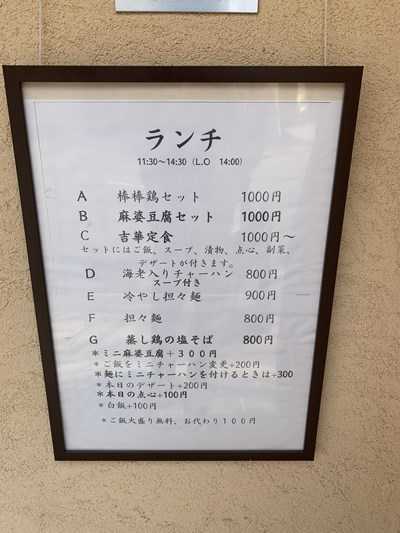 ランチ
11:30～14:30 (L.O 14:00)
A 棒棒鶏セット 1000円
B 麻婆豆腐セット 1000円
C 吉華定食 1000円～
セットにはご飯、スープ、漬物、点心、副菜、
デザートが付きます。
D 海老入りチャーハン 800円
スープ付き
E 冷やし担々麺 900円
F 担々麺 800円
G 蒸し鶏の塩そば 800円
＊ミニ麻婆豆腐＋３００円
＊ご飯をミニチャーハン変更+200円
＊麺にミニチャーハンを付けるときは+300
＊本日のデザート+200円
＊本日の点心+100円
＊白飯+100円
＊ご飯大盛り無料、お代わり１００円